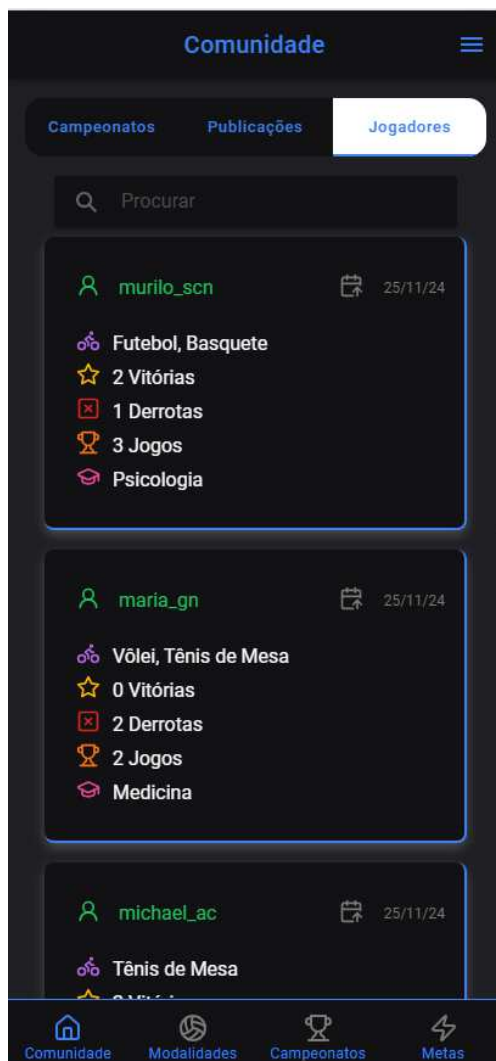 Comunidade
Campeonatos Publicações Jogadores
Procurar
murilo_scn 25/11/24
Futebol, Basquete
2 Vitórias
1 Derrotas
3 Jogos
Psicologia
maria_gn 25/11/24
Vôlei, Tênis de Mesa
0 Vitórias
2 Derrotas
2 Jogos
Medicina
michael_ac 25/11/24
Tênis de Mesa
Comunidade Modalidades Campeonatos Metas